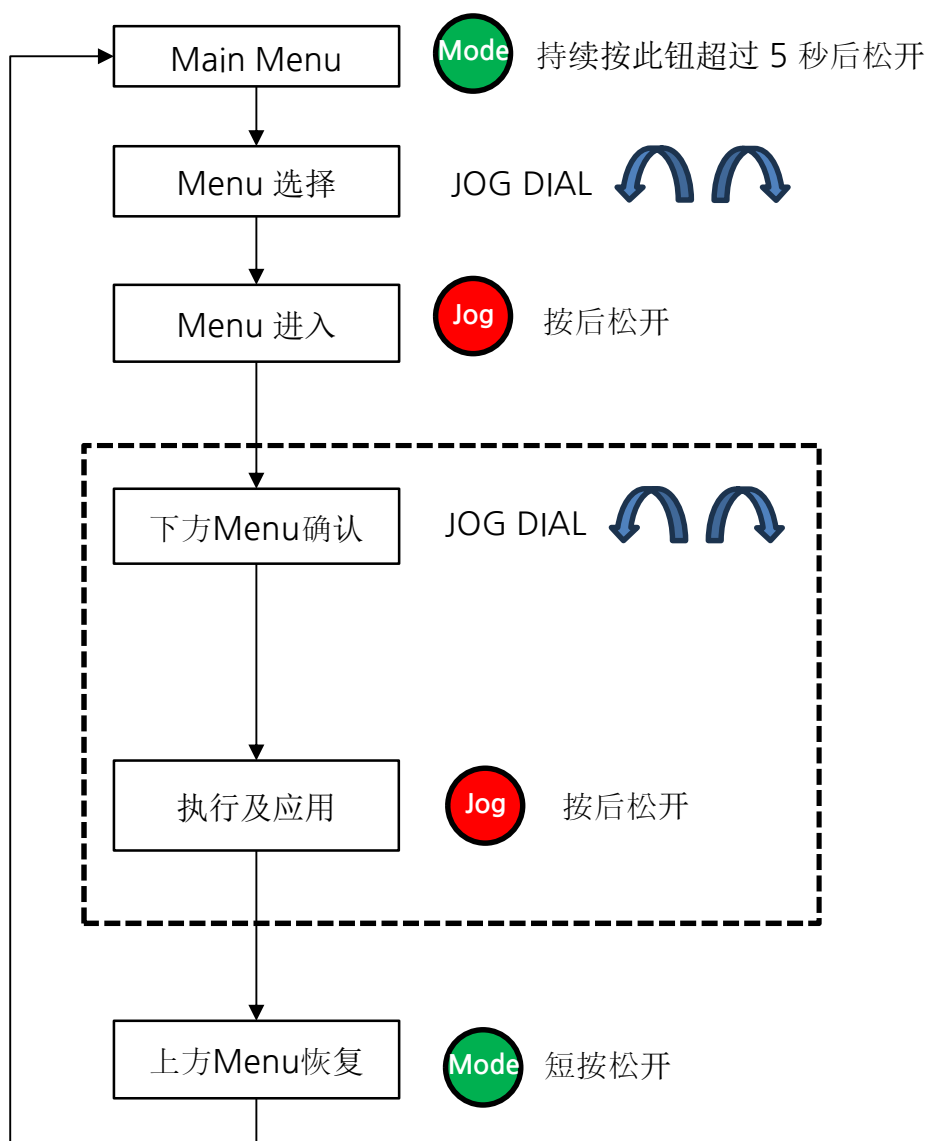 Main Menu
Mode
持续按此钮超过 5 秒后松开
Menu 选择
JOG DIAL
Menu 进入
Jog
按后松开
下方Menu确认
JOG DIAL
执行及应用
Jog
按后松开
上方Menu恢复
Mode
短按松开